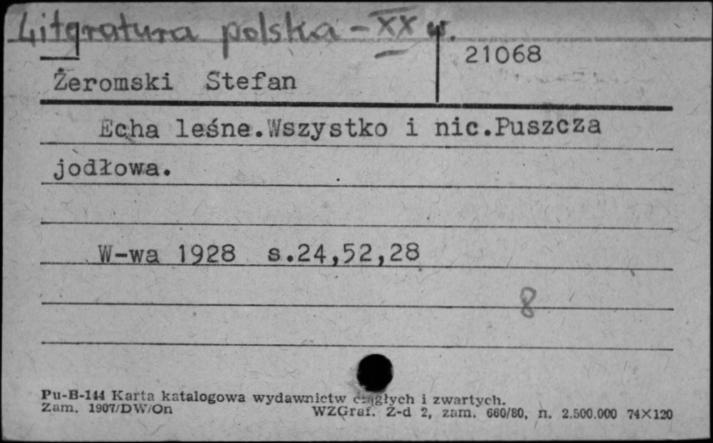 Literatura polska - XX w.
21068
Żeromski Stefan
Echa leśne.Wszystko i nic.Puszcza
jodłowa.
W-wa 1928 s.24,52,28
8
Pu-B-144 Karta katalogowa wydawnictw ciągłych i zwartych.
Zam. 1907/DW/On WZGraf. Z-d 2, zam. 660/80, n. 2.500.000 74X120